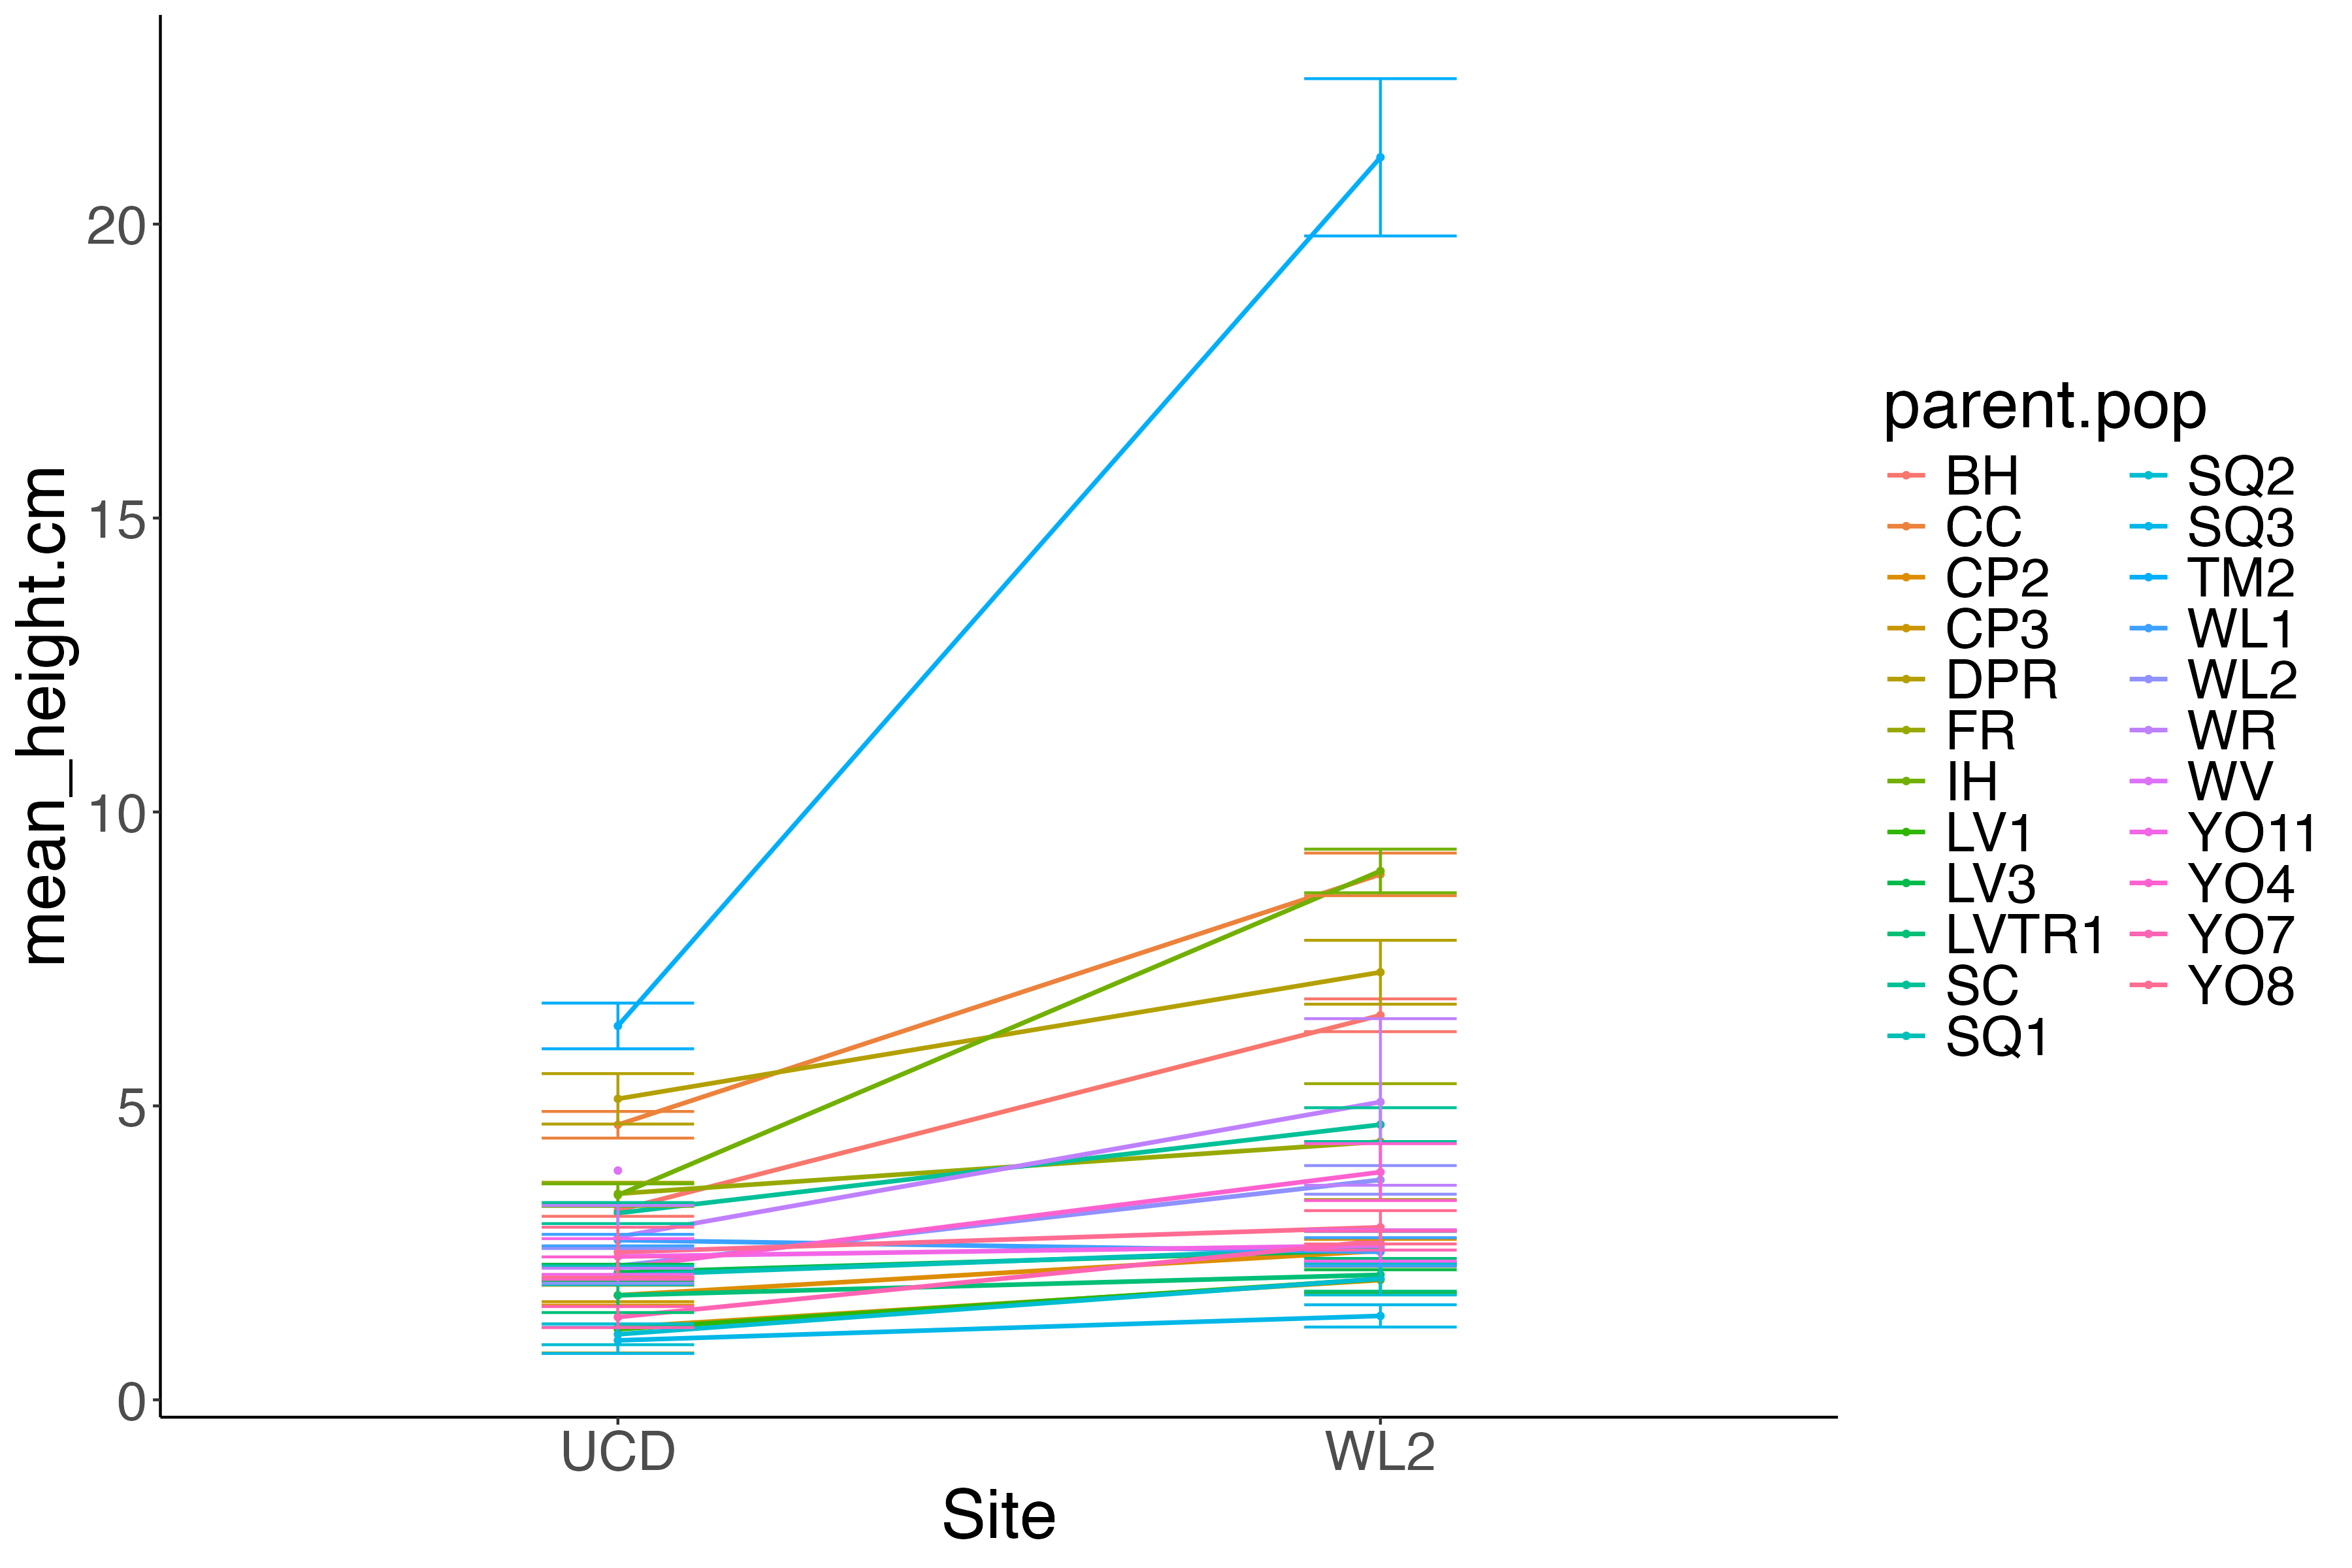 mean_height.cm
20
15
10
5
0
UCD
WL2
Site
parent.pop
BH
CC
CP2
CP3
DPR
FR
IH
LV1
LV3
LVTR1
SC
SQ1
SQ2
SQ3
TM2
WL1
WL2
WR
WV
YO11
YO4
YO7
YO8